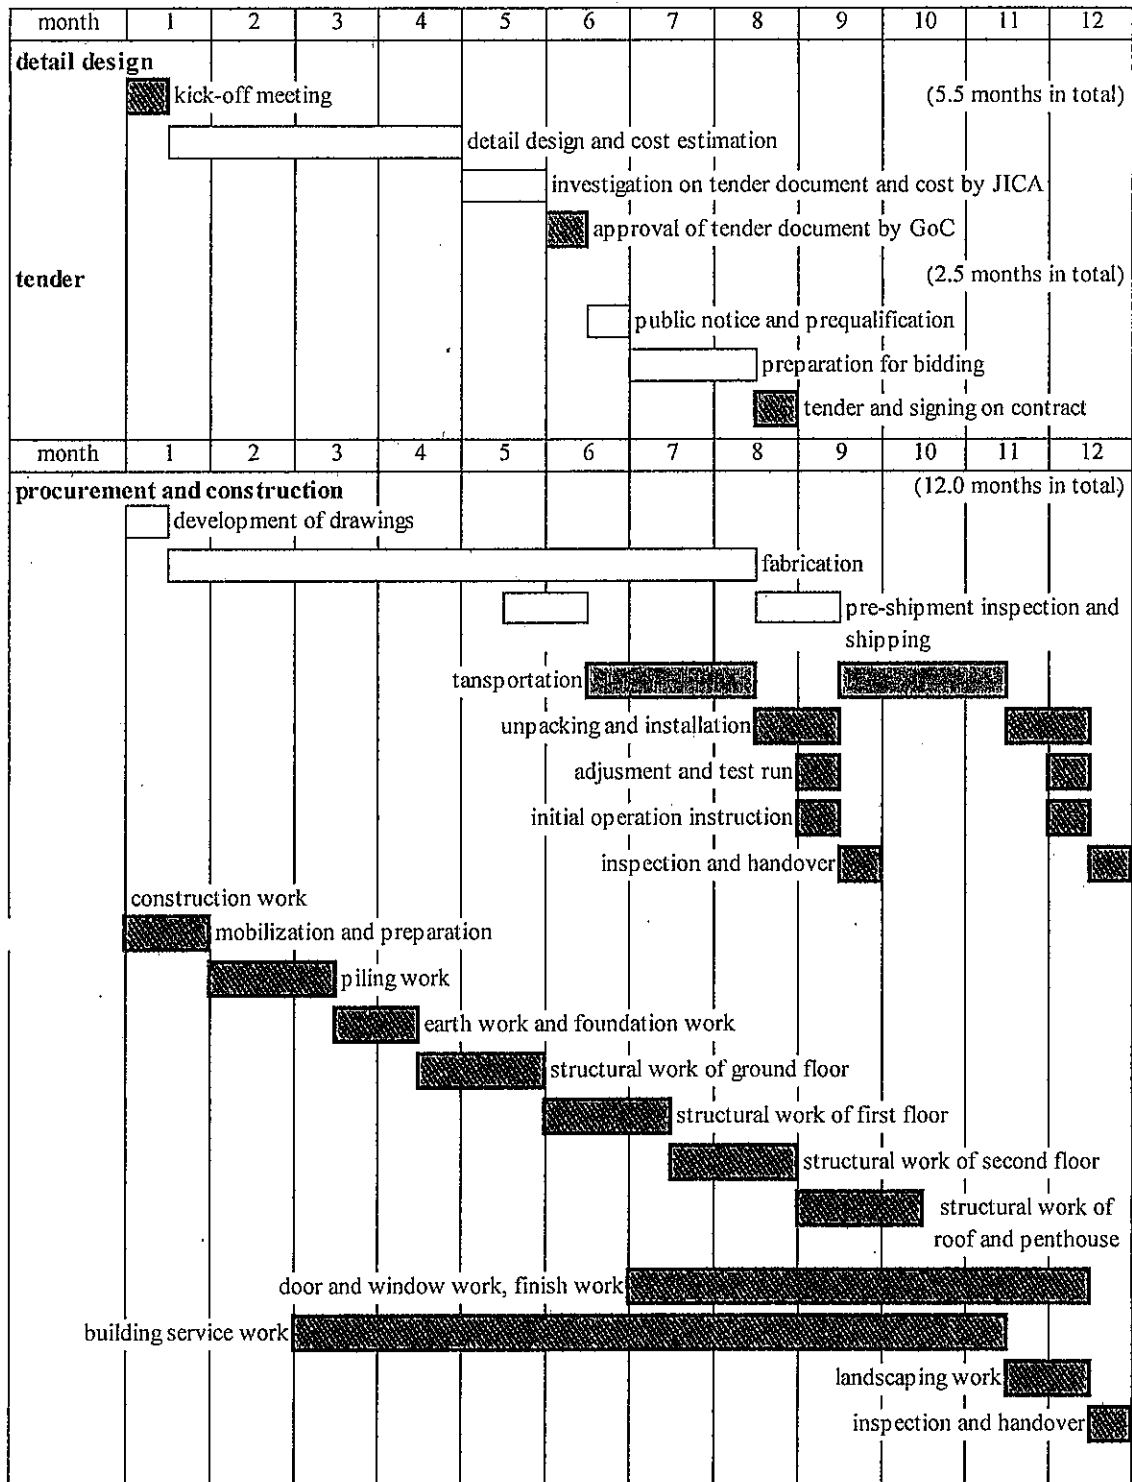 month 1 2 3 4 5 6 7 8 9 10 11 12
detail design
kick-off meeting (5.5 months in total)
detail design and cost estimation
investigation on tender document and cost by JICA
approval of tender document by GoC
tender (2.5 months in total)
public notice and prequalification
preparation for bidding
tender and signing on contract
month 1 2 3 4 5 6 7 8 9 10 11 12
procurement and construction (12.0 months in total)
development of drawings
fabrication
pre-shipment inspection and
shipping
tansportation
unpacking and installation
adjusment and test run
initial operation instruction
inspection and handover
construction work
mobilization and preparation
piling work
earth work and foundation work
structural work of ground floor
structural work of first floor
structural work of second floor
structural work of
roof and penthouse
door and window work, finish work
building service work
landscaping work
inspection and handover